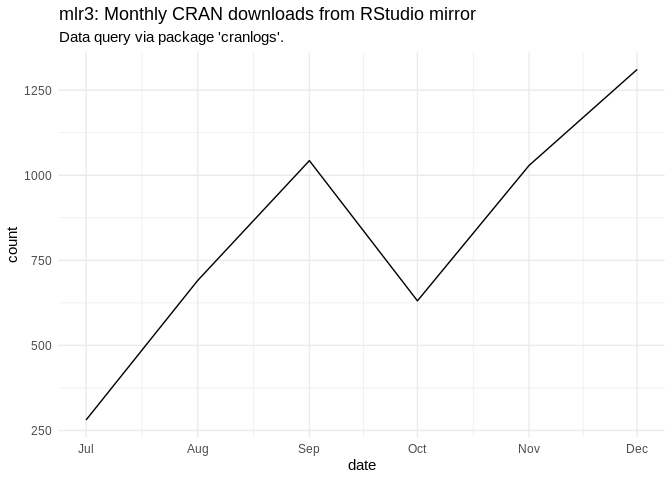 mlr3: Monthly CRAN downloads from RStudio mirror
Data query via package 'cranlogs'.
1250
1000
750
500
250
count
Jul Aug Sep Oct Nov Dec
date